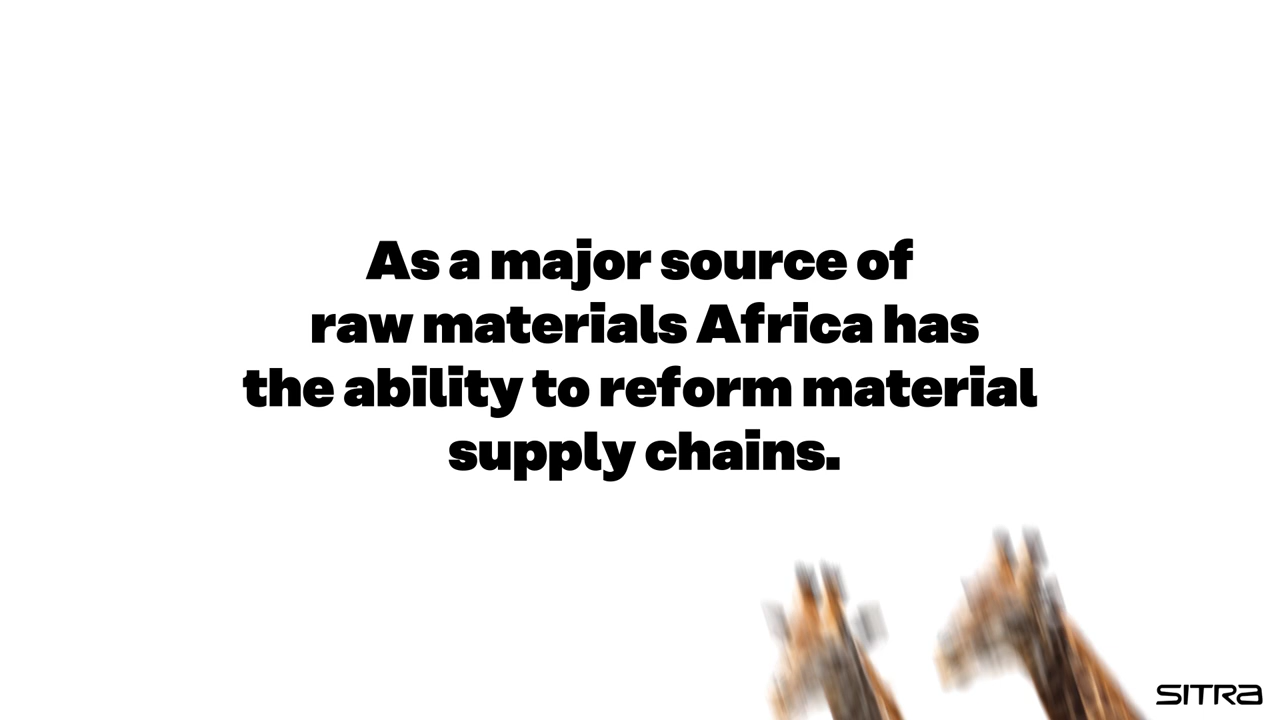 As a major source of
raw materials Africa has
the ability to reform material
supply chains.
SITRA